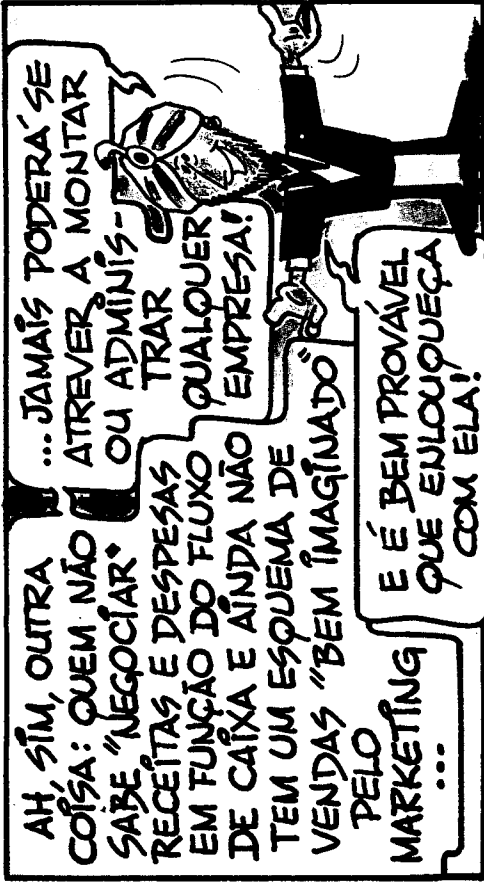 AH, SIM, OUTRA
COISA: QUEM NÃO
SABE "NEGOCIAR"
RECEITAS E DESPESAS
EM FUNÇÃO DO FLUXO
DE CAIXA E AINDA NÃO
TEM UM ESQUEMA DE
VENDAS "BEM IMAGINADO"
PELO
MARKETING
...
...JAMAIS PODERÁ SE
ATREVER A MONTAR
OU ADMINIS-
TRAR
QUALQUER
EMPRESA!
E É BEM PROVÁVEL
QUE ENLOUQUEÇA
COM ELA!